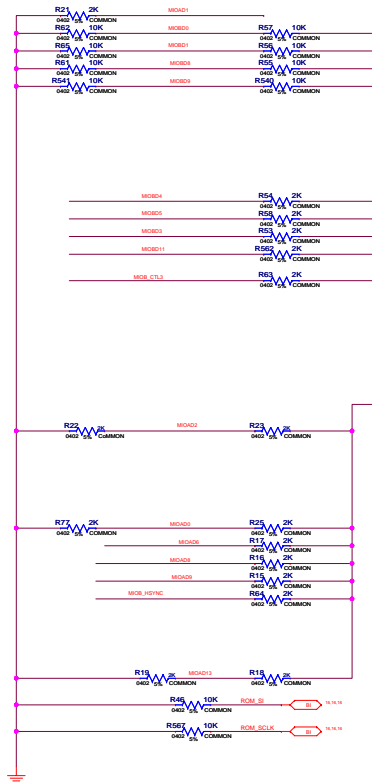 R21 2K MIOAD1
0402 5% COMMON
R62 10K MIOBD0 R57 10K
0402 5% COMMON 0402 5% COMMON
R65 10K MIOBD1 R56 10K
0402 5% COMMON 0402 5% COMMON
R61 10K MIOBD8 R55 10K
0402 5% COMMON 0402 5% COMMON
R541 10K MIOBD9 R540 10K
0402 5% COMMON 0402 5% COMMON
MIOBD4 R54 2K
0402 5% COMMON
MIOBD5 R58 2K
0402 5% COMMON
MIOBD3 R53 2K
0402 5% COMMON
MIOBD11 R562 2K
0402 5% COMMON
MIOB_CTL3 R63 2K
0402 5% COMMON
R22 2K MIOAD2 R23 2K
0402 5% CoMMON 0402 5% COMMON
R77 2K MIOAD0 R25 2K
0402 5% COMMON 0402 5% COMMON
MIOAD6 R17 2K
0402 5% COMMON
MIOAD8 R16 2K
0402 5% COMMON
MIOAD9 R15 2K
0402 5% COMMON
MIOB_HSYNC R64 2K
0402 5% COMMON
R19 2K MIOAD13 R18 2K
0402 5% COMMON 0402 5% COMMON
R46 10K ROM_SI BI
0402 5% COMMON
R567 10K ROM_SCLK BI
0402 5% COMMON